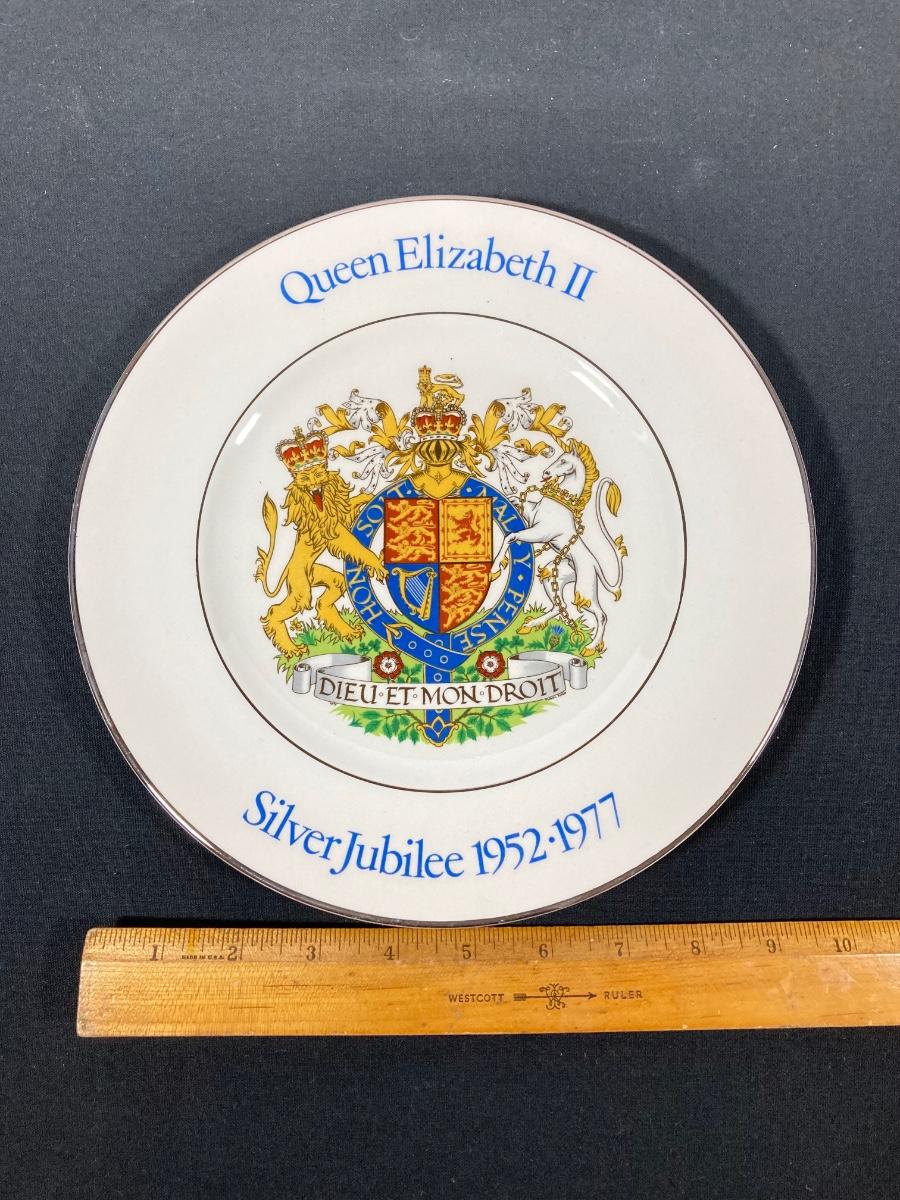 Queen Elizabeth II
HONI SOIT QUI MAL Y PENSE
DIEU·ET·MON·DROIT
Silver Jubilee 1952·1977
1 2 3 4 5 6 7 8 9 10
MADE IN U.S.A.
WESTCOTT RULER